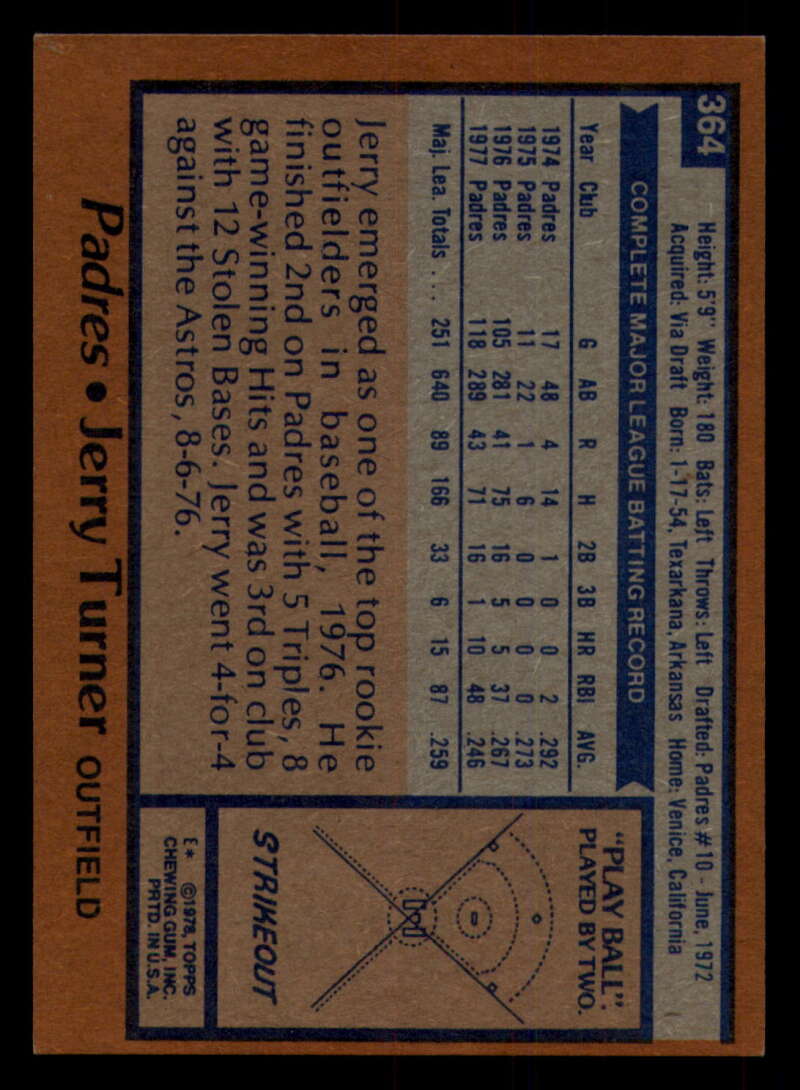 364
Height: 5'9" Weight: 180 Bats: Left Throws: Left Drafted: Padres #10 - June, 1972
Acquired: Via Draft Born: 1-17-54, Texarkana, Arkansas Home: Venice, California
COMPLETE MAJOR LEAGUE BATTING RECORD
Year Club G AB R H 2B 3B HR RBI AVG.
1974 Padres 17 48 4 14 1 0 0 2 .292
1975 Padres 11 22 1 6 0 0 0 0 .273
1976 Padres 105 281 41 75 16 5 5 37 .267
1977 Padres 118 289 43 71 16 1 10 48 .246
Maj. Lea. Totals ... 251 640 89 166 33 6 15 87 .259
Jerry emerged as one of the top rookie
outfielders in baseball, 1976. He
finished 2nd on Padres with 5 Triples, 8
game-winning Hits and was 3rd on club
with 12 Stolen Bases. Jerry went 4-for-4
against the Astros, 8-6-76.
"PLAY BALL":
PLAYED BY TWO.
STRIKEOUT
E* ©1978, TOPPS
CHEWING GUM, INC.
PRTD. IN U.S.A.
Padres • Jerry Turner OUTFIELD